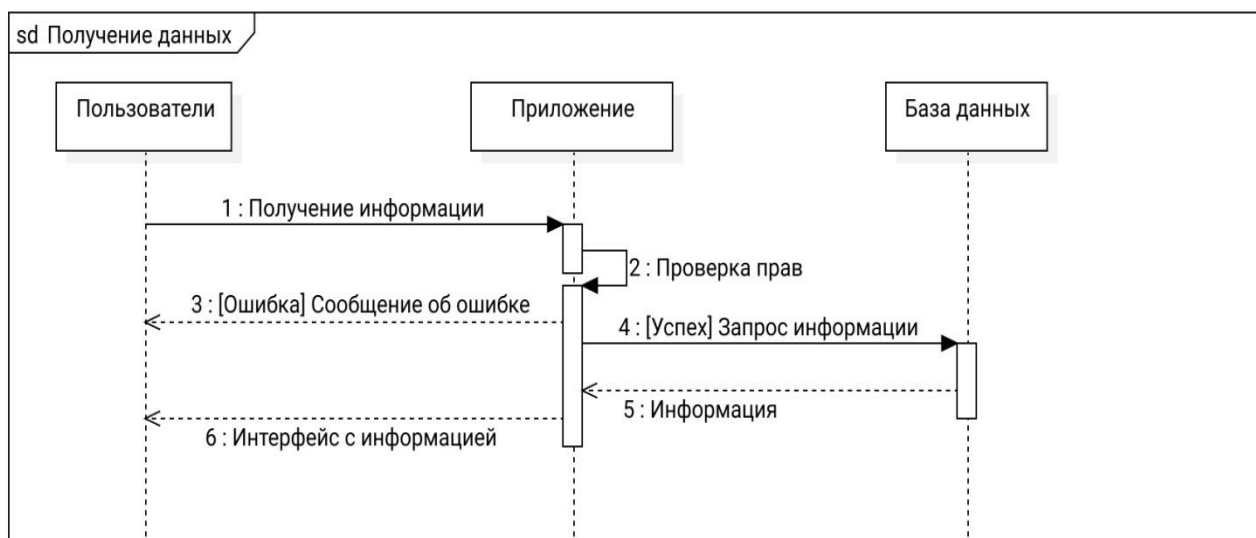 sd Получение данных
Пользователи
Приложение
База данных
1 : Получение информации
2 : Проверка прав
3 : [Ошибка] Сообщение об ошибке
4 : [Успех] Запрос информации
5 : Информация
6 : Интерфейс с информацией